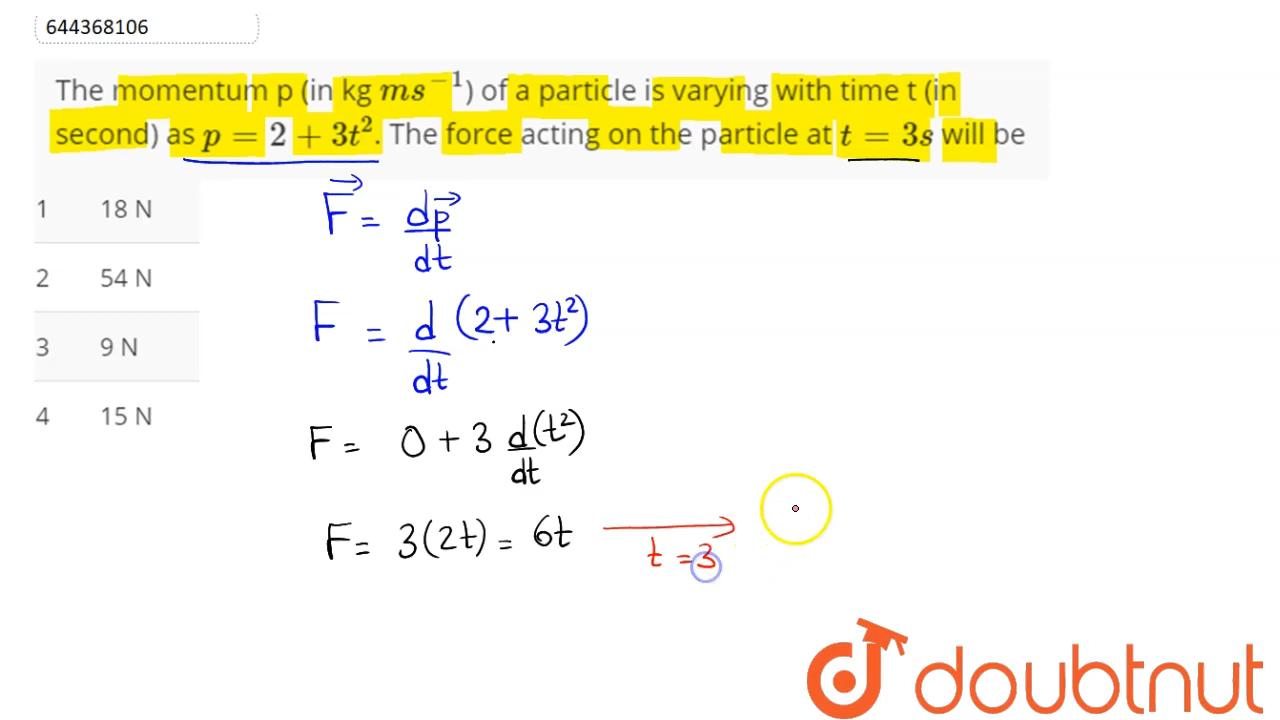 644368106
The momentum p (in kg ms⁻¹) of a particle is varying with time t (in
second) as p = 2 + 3t². The force acting on the particle at t = 3s will be
1 18 N
2 54 N
3 9 N
4 15 N
F⃗ = dp⃗/dt
F = d/dt (2 + 3t²)
F = 0 + 3 d(t²)/dt
F = 3(2t) = 6t
t = 3
doubtnut